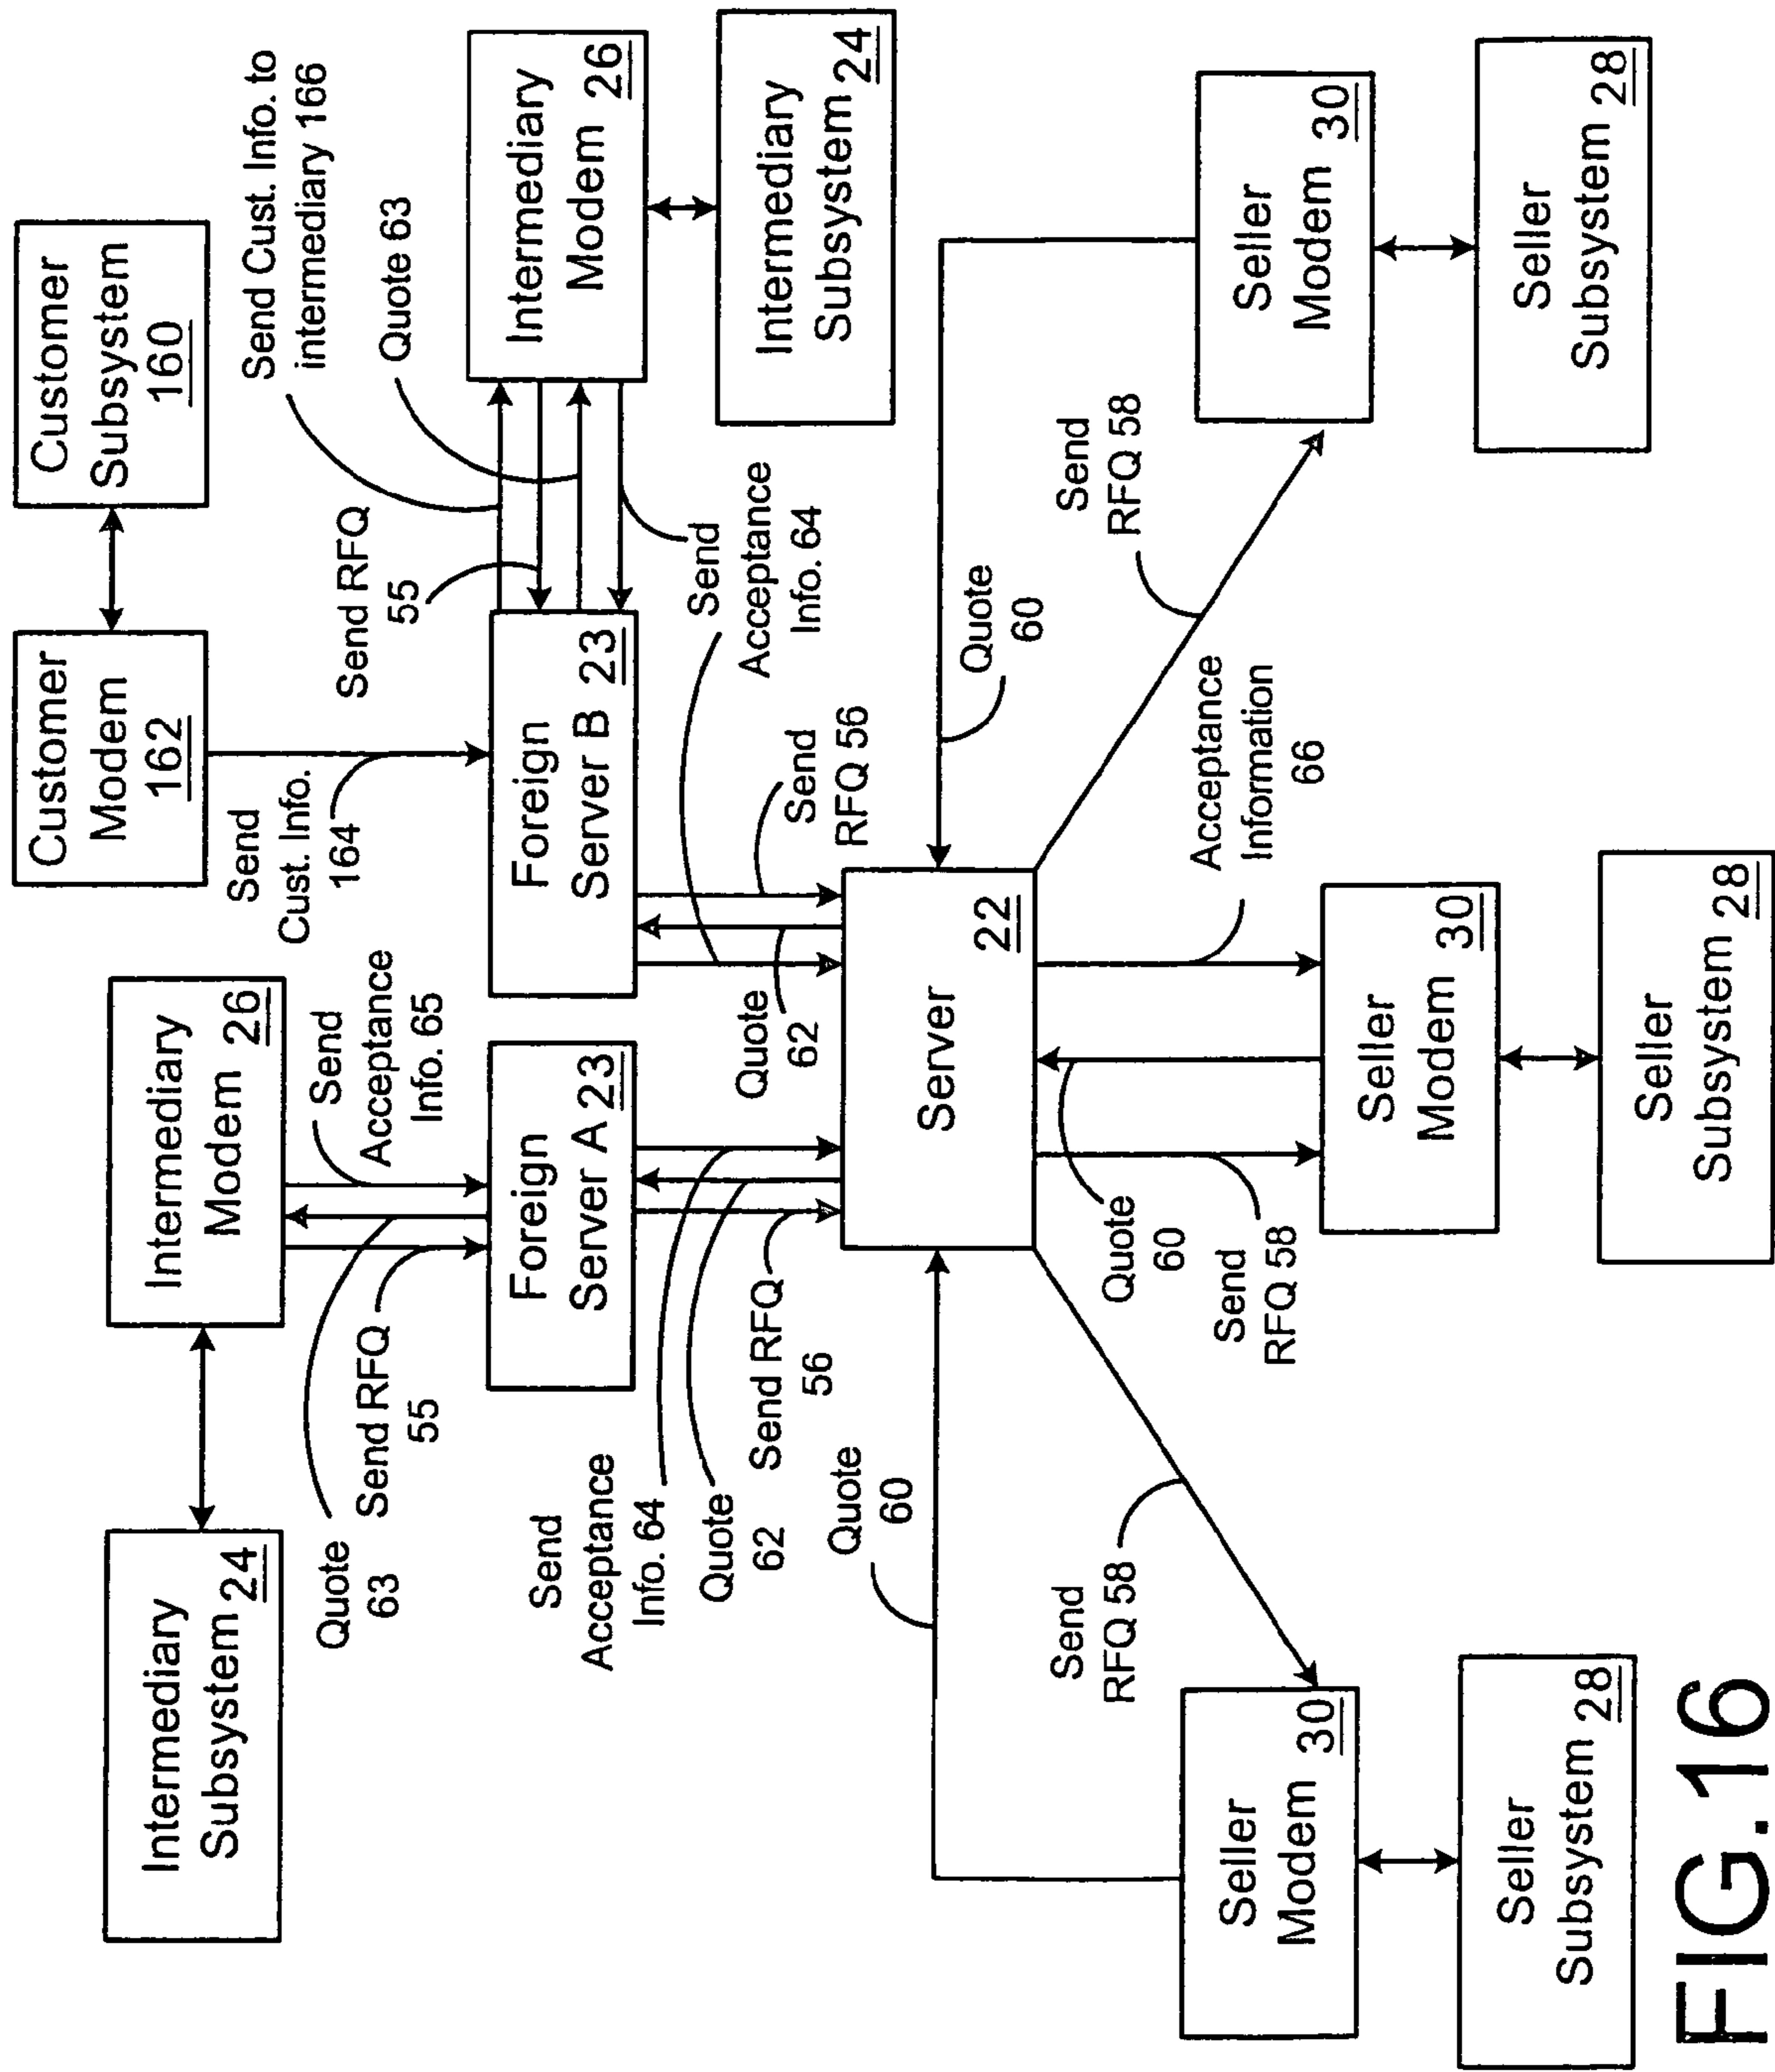 Customer
Subsystem
160
Customer
Modem
162
Send
Cust. Info.
164
Send Cust. Info. to
intermediary 166
Quote 63
Send RFQ
55
Intermediary
Modem 26
Intermediary
Subsystem 24
Send
Acceptance
Info. 64
Foreign
Server B 23
Send
RFQ 56
Quote
62
Intermediary
Subsystem 24
Intermediary
Modem 26
Send
Acceptance
Info. 65
Quote
63
Send RFQ
55
Foreign
Server A 23
Send
Acceptance
Info. 64
Quote
62
Send RFQ
56
Server 22
Quote
60
Send
RFQ 58
Quote
60
Send
RFQ 58
Acceptance
Information
66
Quote
60
Send
RFQ 58
Seller
Modem 30
Seller
Subsystem 28
Seller
Modem 30
Seller
Subsystem 28
Seller
Modem 30
Seller
Subsystem 28
FIG.16